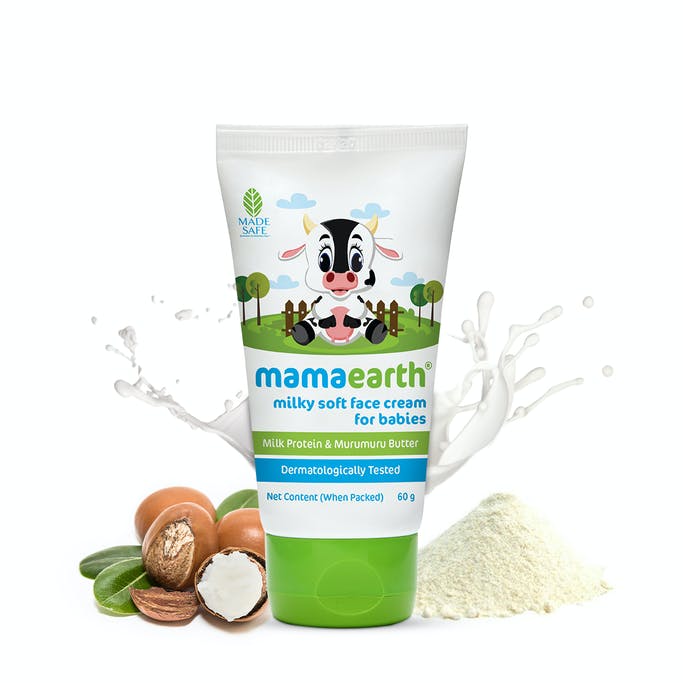 MADE
SAFE
mamaearth®
milky soft face cream
for babies
Milk Protein & Murumuru Butter
Dermatologically Tested
Net Content (When Packed) 60 g